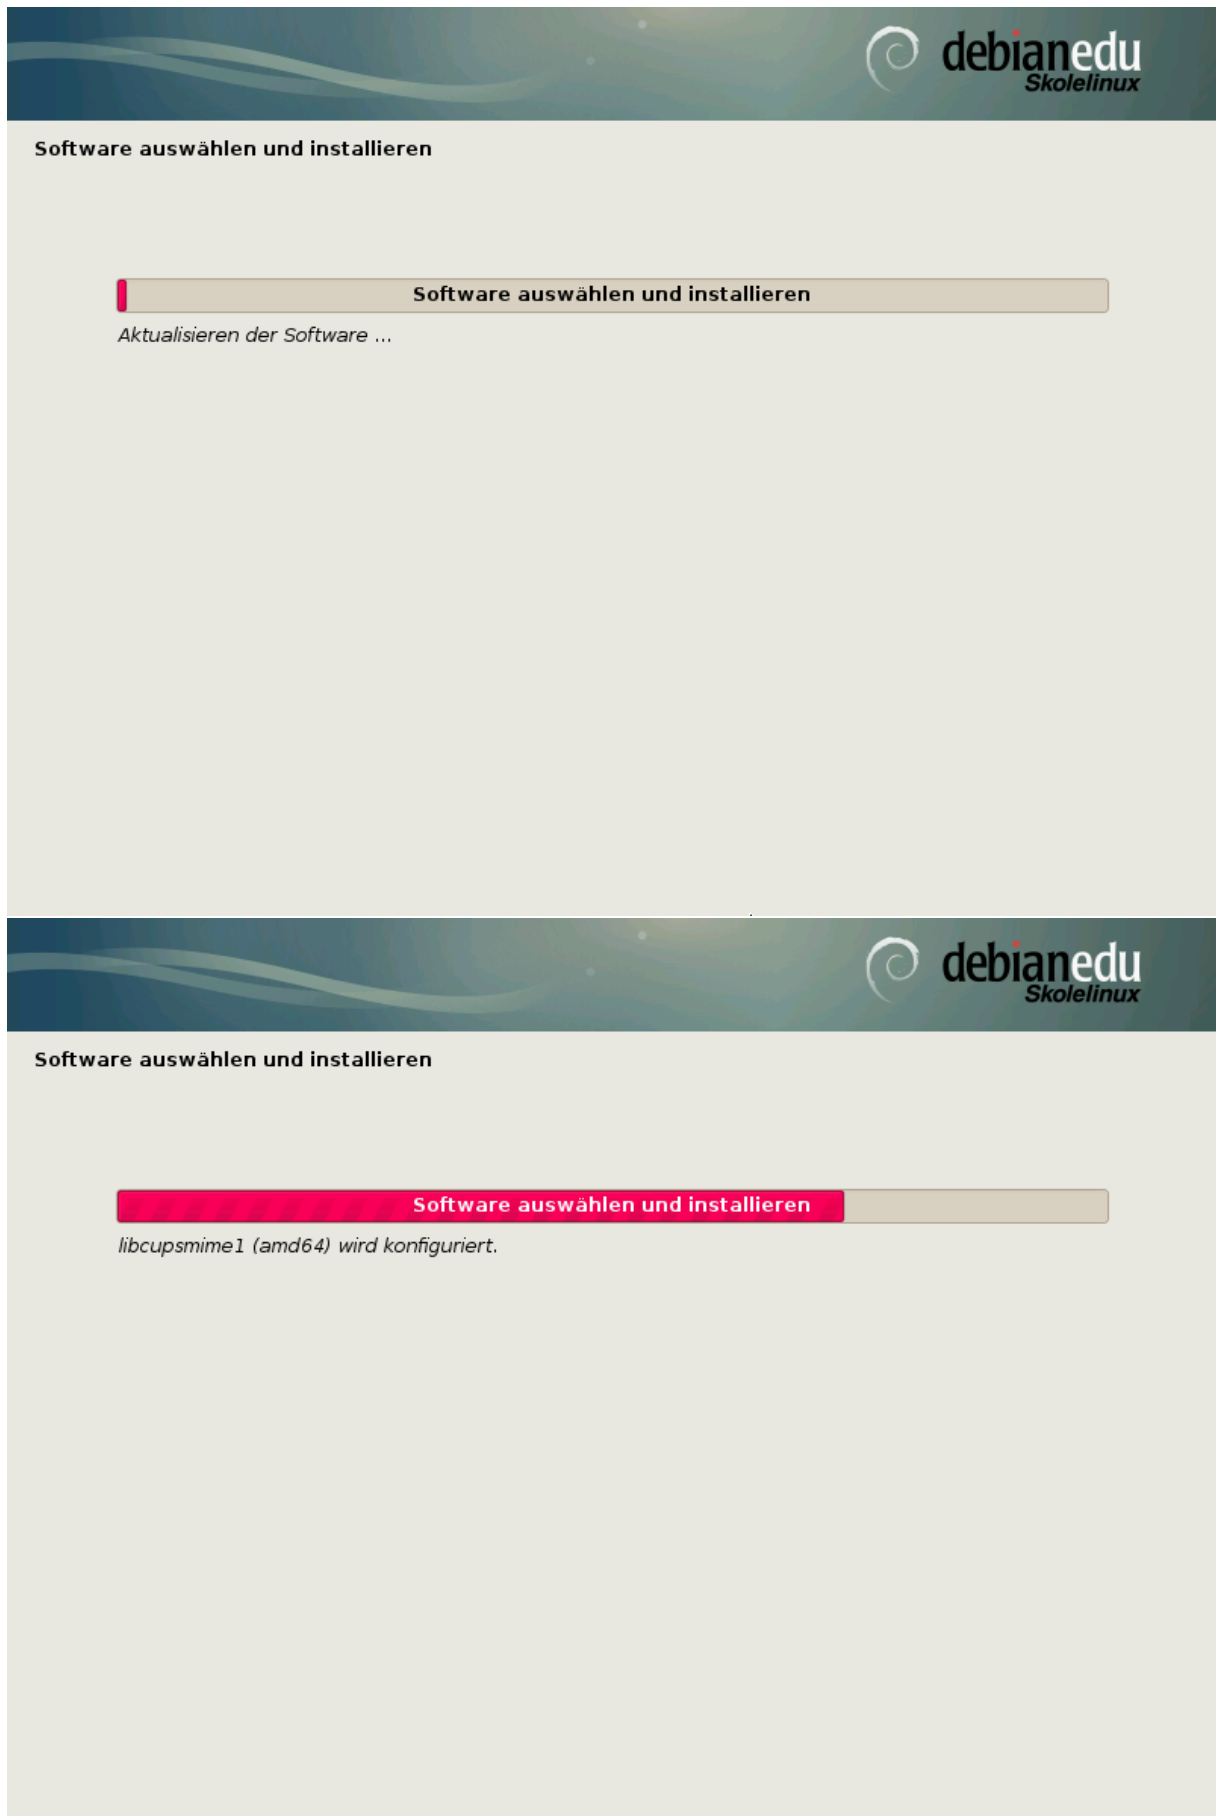 debianedu
Skolelinux
Software auswählen und installieren
Software auswählen und installieren
Aktualisieren der Software ...
debianedu
Skolelinux
Software auswählen und installieren
Software auswählen und installieren
libcupsmime1 (amd64) wird konfiguriert.